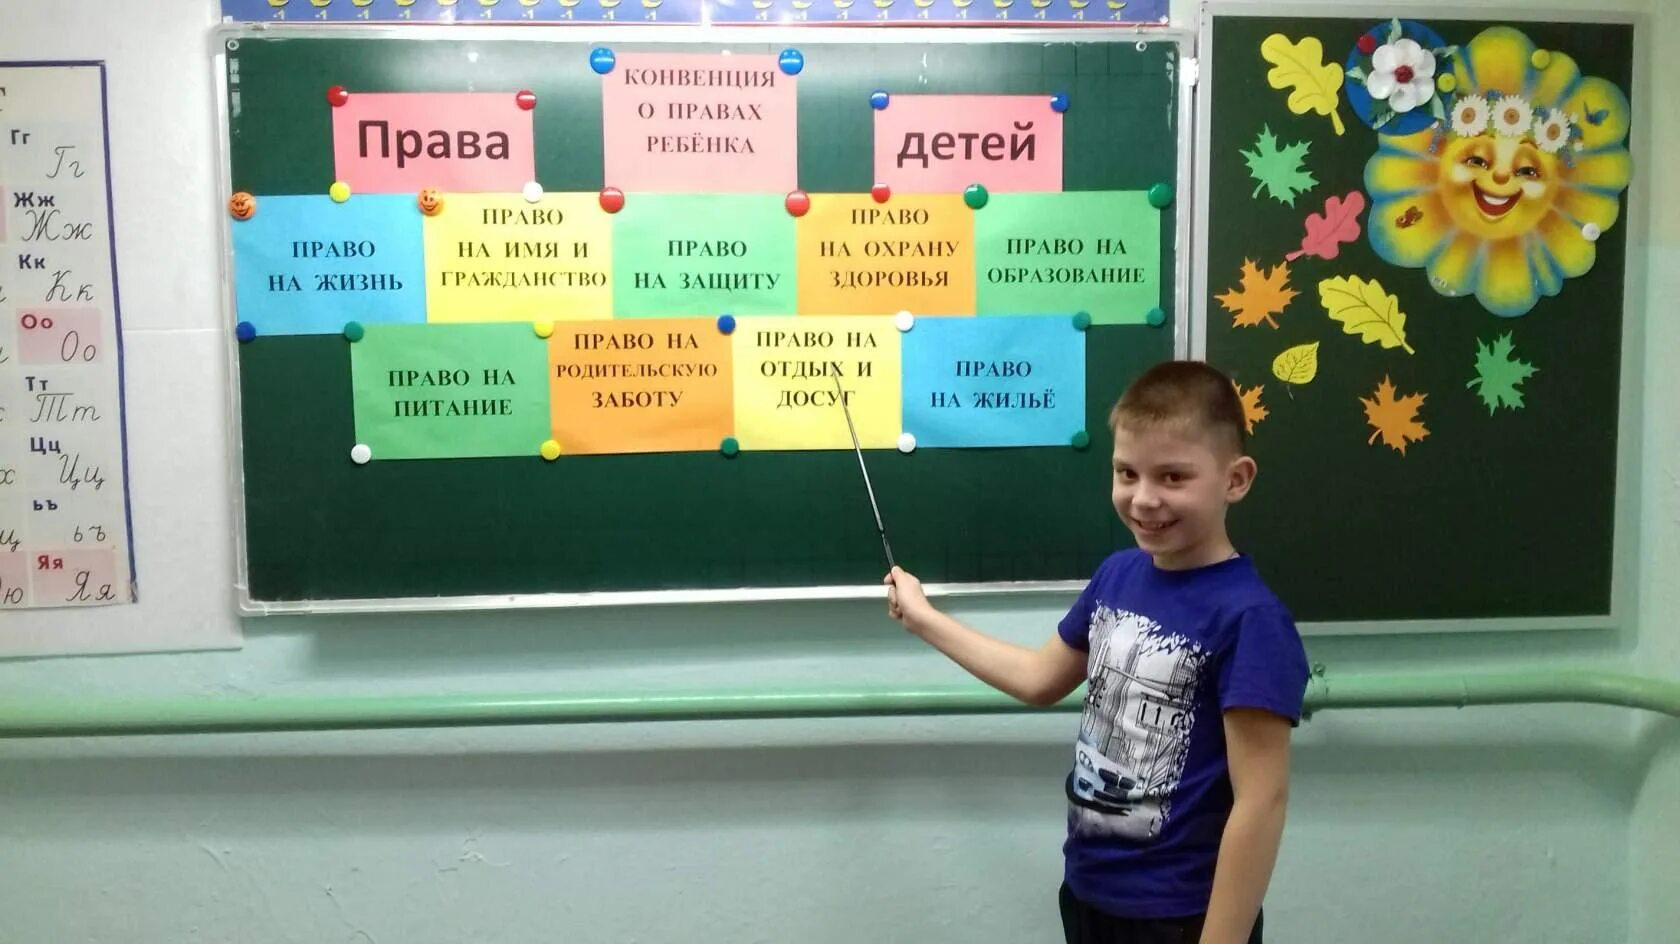 Права
КОНВЕНЦИЯ
О ПРАВАХ
РЕБЁНКА
детей
ПРАВО
НА ЖИЗНЬ
ПРАВО
НА ИМЯ И
ГРАЖДАНСТВО
ПРАВО
НА ЗАЩИТУ
ПРАВО
НА ОХРАНУ
ЗДОРОВЬЯ
ПРАВО НА
ОБРАЗОВАНИЕ
ПРАВО НА
ПИТАНИЕ
ПРАВО НА
РОДИТЕЛЬСКУЮ
ЗАБОТУ
ПРАВО НА
ОТДЫХ И
ДОСУГ
ПРАВО
НА ЖИЛЬЁ
Гг
Гг
Жж
Жж
Кк
Кк
Оо
Оо
Тт
Тт
Цц
Цц
ьъ
ьъ
Яя
Яя